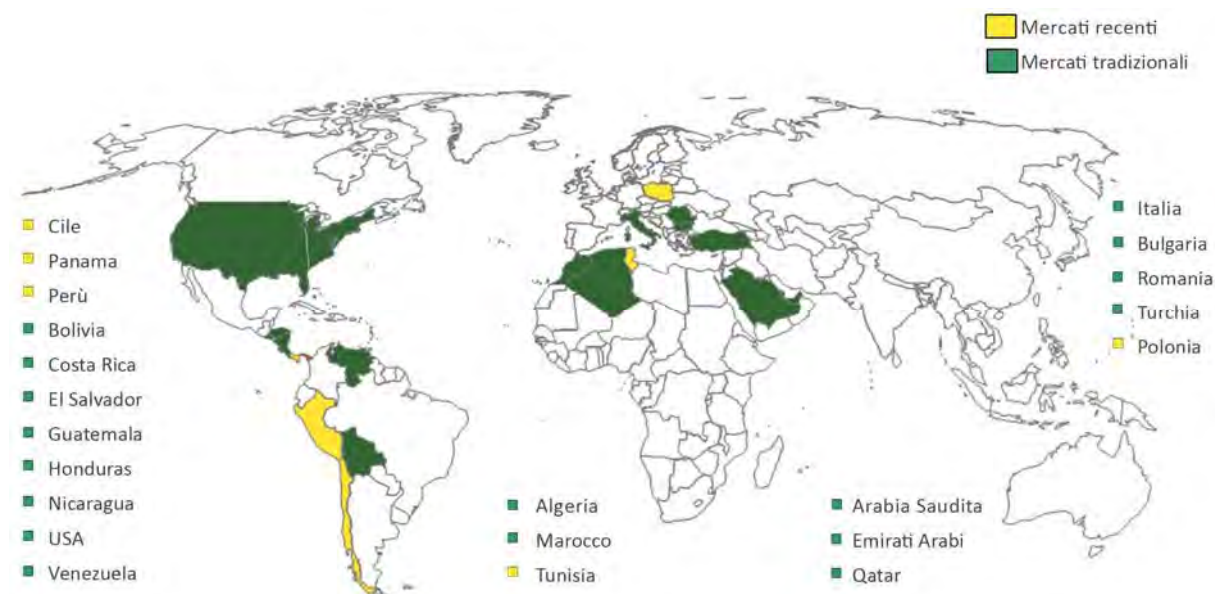 Mercati recenti
Mercati tradizionali
Cile
Panama
Perù
Bolivia
Costa Rica
El Salvador
Guatemala
Honduras
Nicaragua
USA
Venezuela
Algeria
Marocco
Tunisia
Arabia Saudita
Emirati Arabi
Qatar
Italia
Bulgaria
Romania
Turchia
Polonia